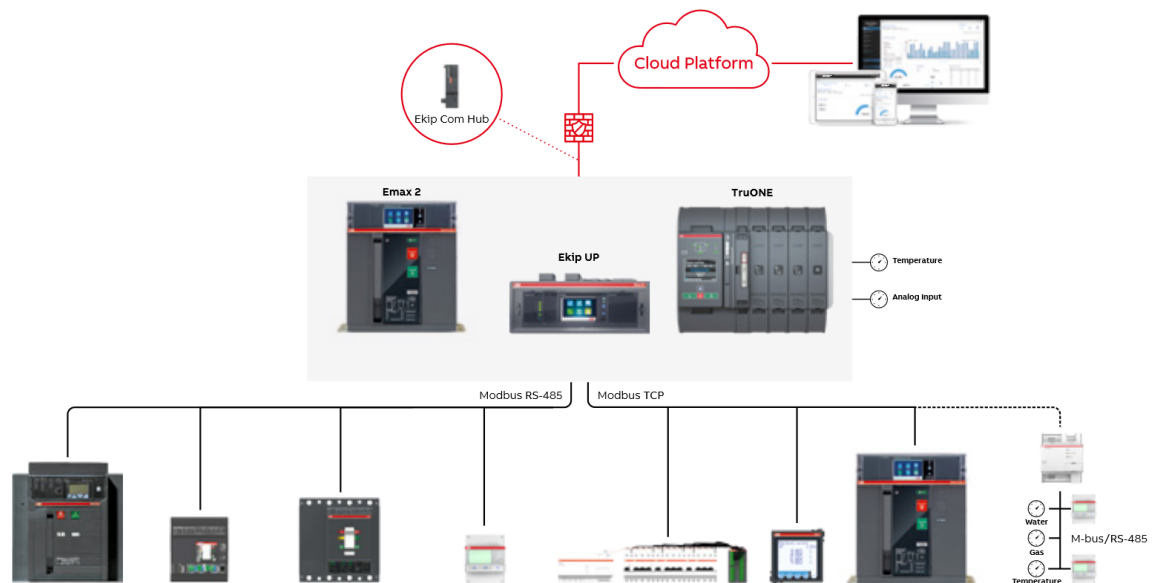 Cloud Platform
Ekip Com Hub
Emax 2
TruONE
Ekip UP
Temperature
Analog Input
Modbus RS-485
Modbus TCP
Water
Gas
Temperature
M-bus/RS-485